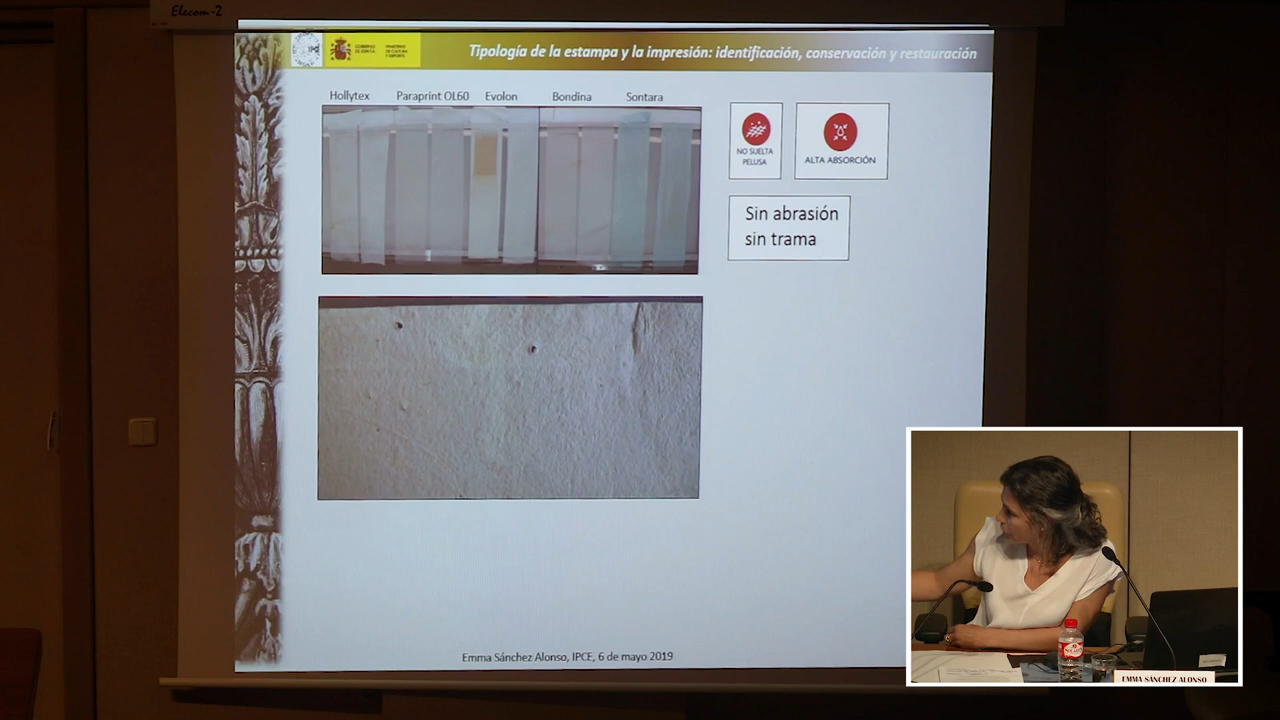 Elecom-2
GOBIERNO DE ESPAÑA
MINISTERIO DE CULTURA Y DEPORTE
Tipología de la estampa y la impresión: identificación, conservación y restauración
Hollytex Paraprint OL60 Evolon Bondina Sontara
NO SUELTA
PELUSA
ALTA ABSORCIÓN
Sin abrasión
sin trama
Emma Sánchez Alonso, IPCE, 6 de mayo 2019
EMMA SÁNCHEZ ALONSO